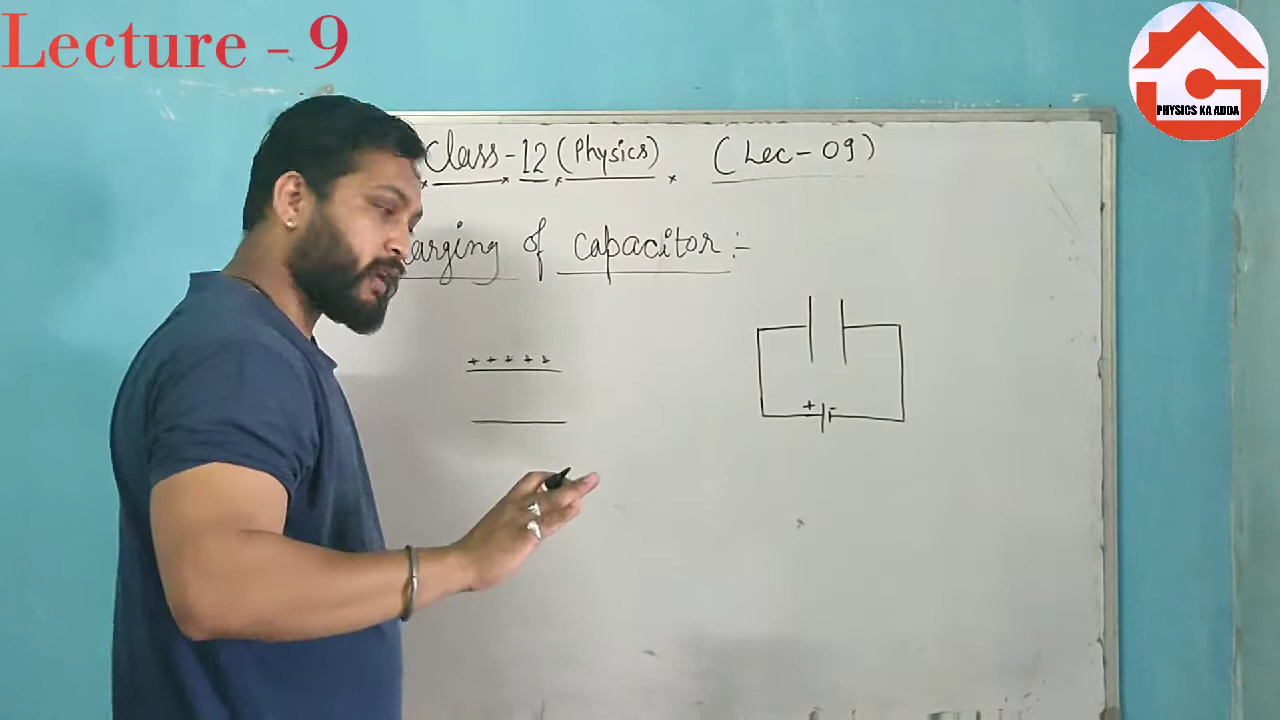 Lecture - 9
PHYSICS KA ADDA
Class-12 (Physics) (Lec-09)
arging of capacitor :-
+ + + + +
+ -